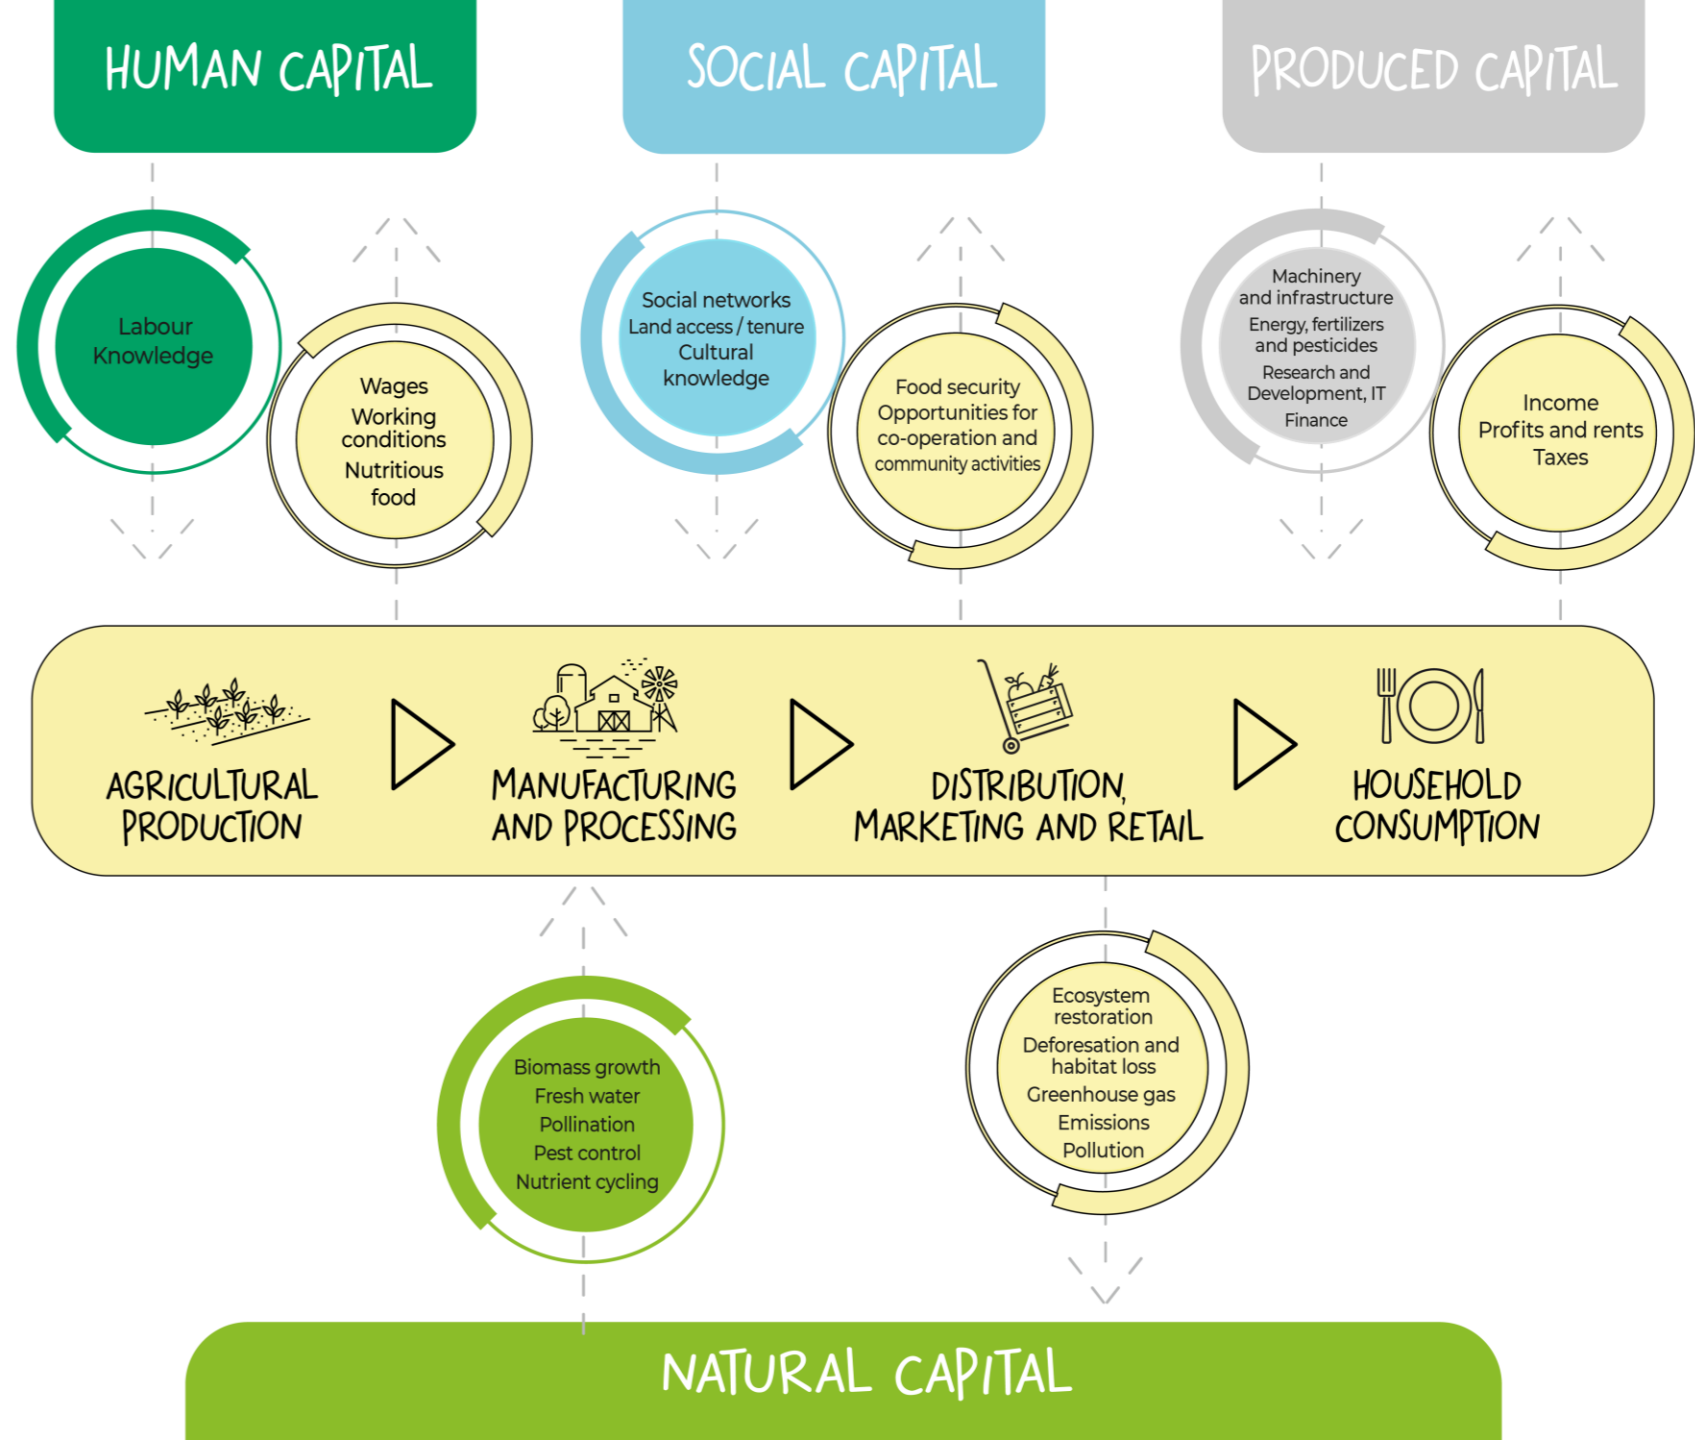 HUMAN CAPITAL
SOCIAL CAPITAL
PRODUCED CAPITAL
Labour
Knowledge
Wages
Working
conditions
Nutritious
food
Social networks
Land access / tenure
Cultural
knowledge
Food security
Opportunities for
co-operation and
community activities
Machinery
and infrastructure
Energy, fertilizers
and pesticides
Research and
Development, IT
Finance
Income
Profits and rents
Taxes
AGRICULTURAL
PRODUCTION
MANUFACTURING
AND PROCESSING
DISTRIBUTION,
MARKETING AND RETAIL
HOUSEHOLD
CONSUMPTION
Biomass growth
Fresh water
Pollination
Pest control
Nutrient cycling
Ecosystem
restoration
Deforesation and
habitat loss
Greenhouse gas
Emissions
Pollution
NATURAL CAPITAL